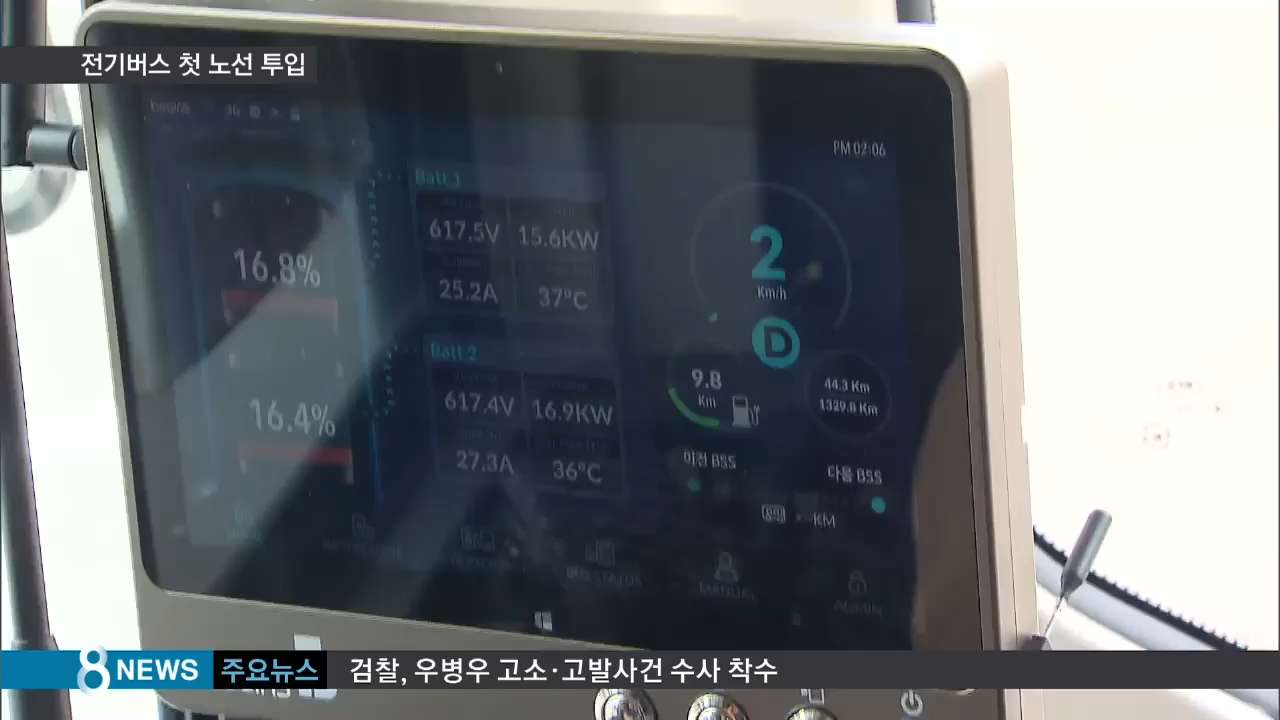 전기버스 첫 노선 투입
PM 02:06
Batt.1
617.5V 15.6KW
25.2A 37°C
16.8%
Batt.2
617.4V 16.9KW
27.3A 36°C
16.4%
2
Km/h
D
9.8
Km
44.3 Km
1329.8 Km
이전 BSS
다음 BSS
KM
MANUAL
ADMIN
8 NEWS 주요뉴스 검찰, 우병우 고소·고발사건 수사 착수